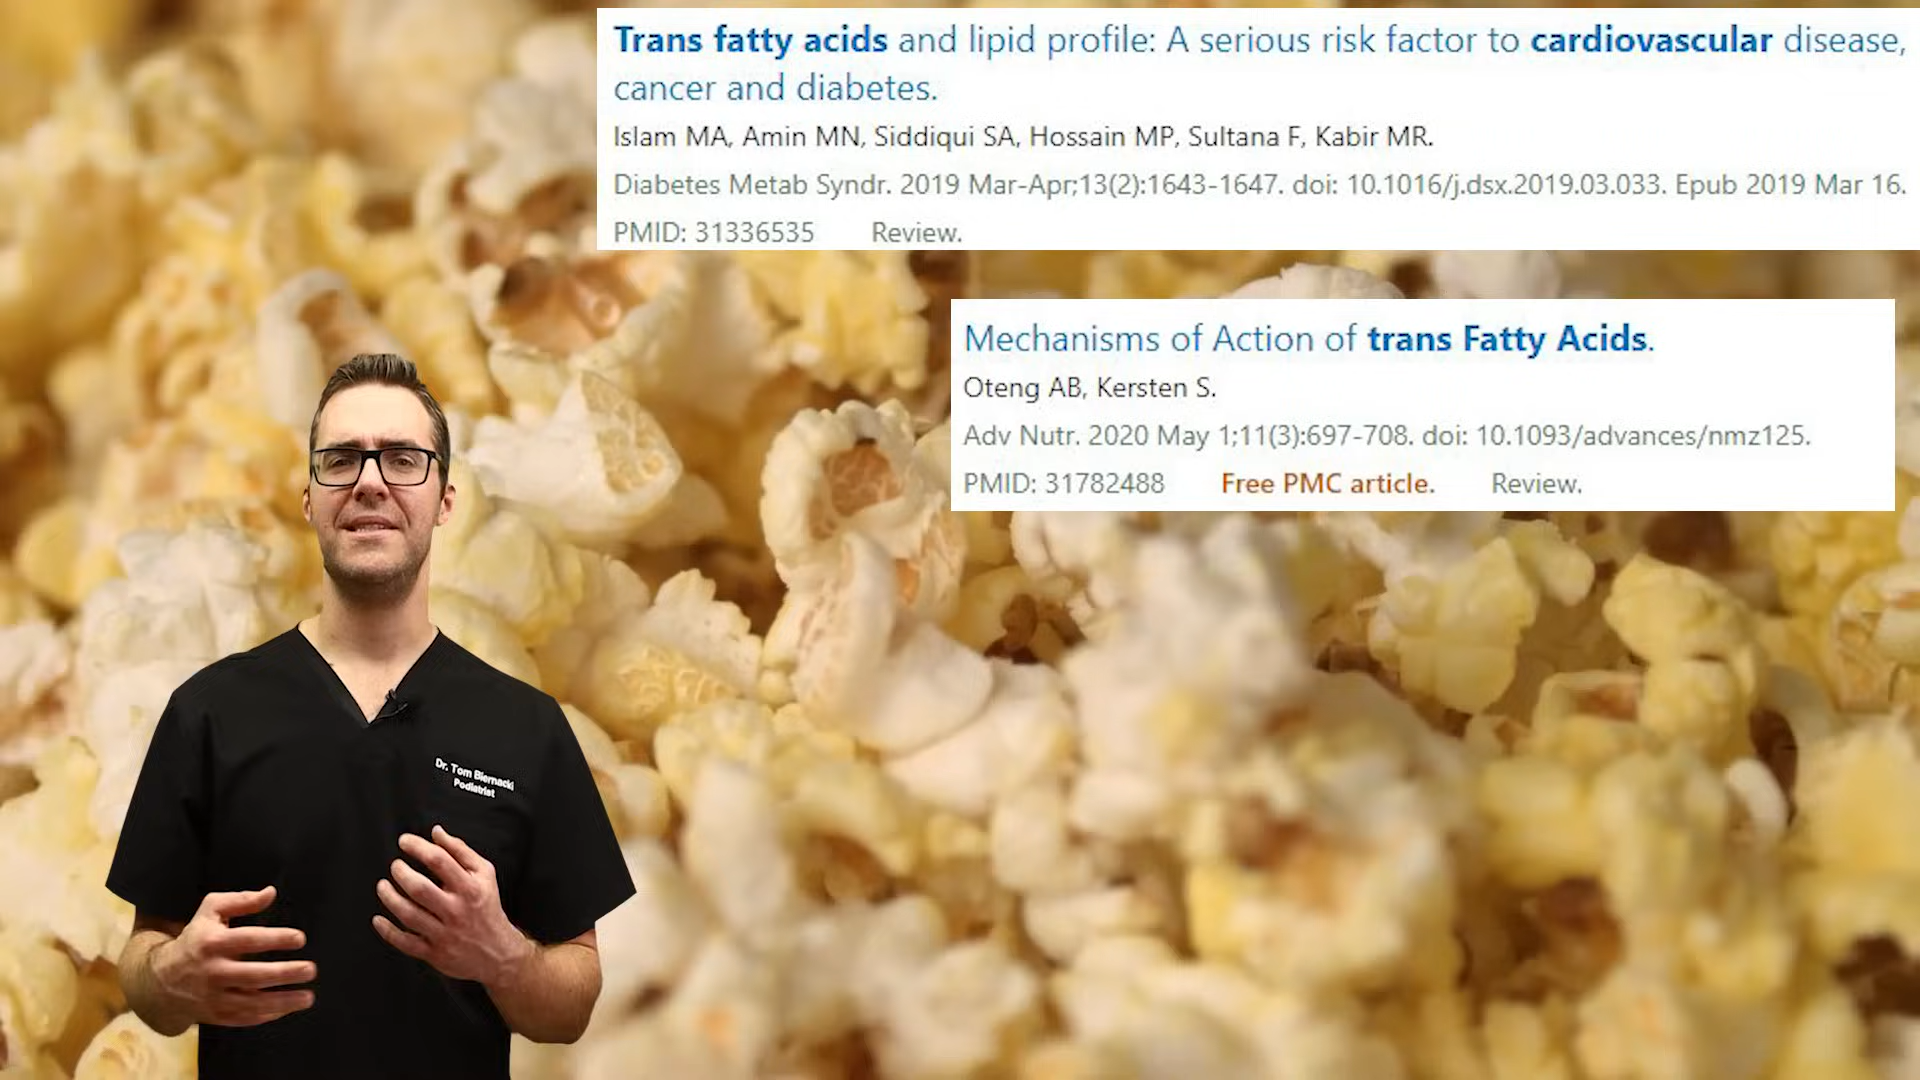 Trans fatty acids and lipid profile: A serious risk factor to cardiovascular disease,
cancer and diabetes.
Islam MA, Amin MN, Siddiqui SA, Hossain MP, Sultana F, Kabir MR.
Diabetes Metab Syndr. 2019 Mar-Apr;13(2):1643-1647. doi: 10.1016/j.dsx.2019.03.033. Epub 2019 Mar 16.
PMID: 31336535 Review.
Mechanisms of Action of trans Fatty Acids.
Oteng AB, Kersten S.
Adv Nutr. 2020 May 1;11(3):697-708. doi: 10.1093/advances/nmz125.
PMID: 31782488 Free PMC article. Review.
Dr. Tom Biernacki
Podiatrist